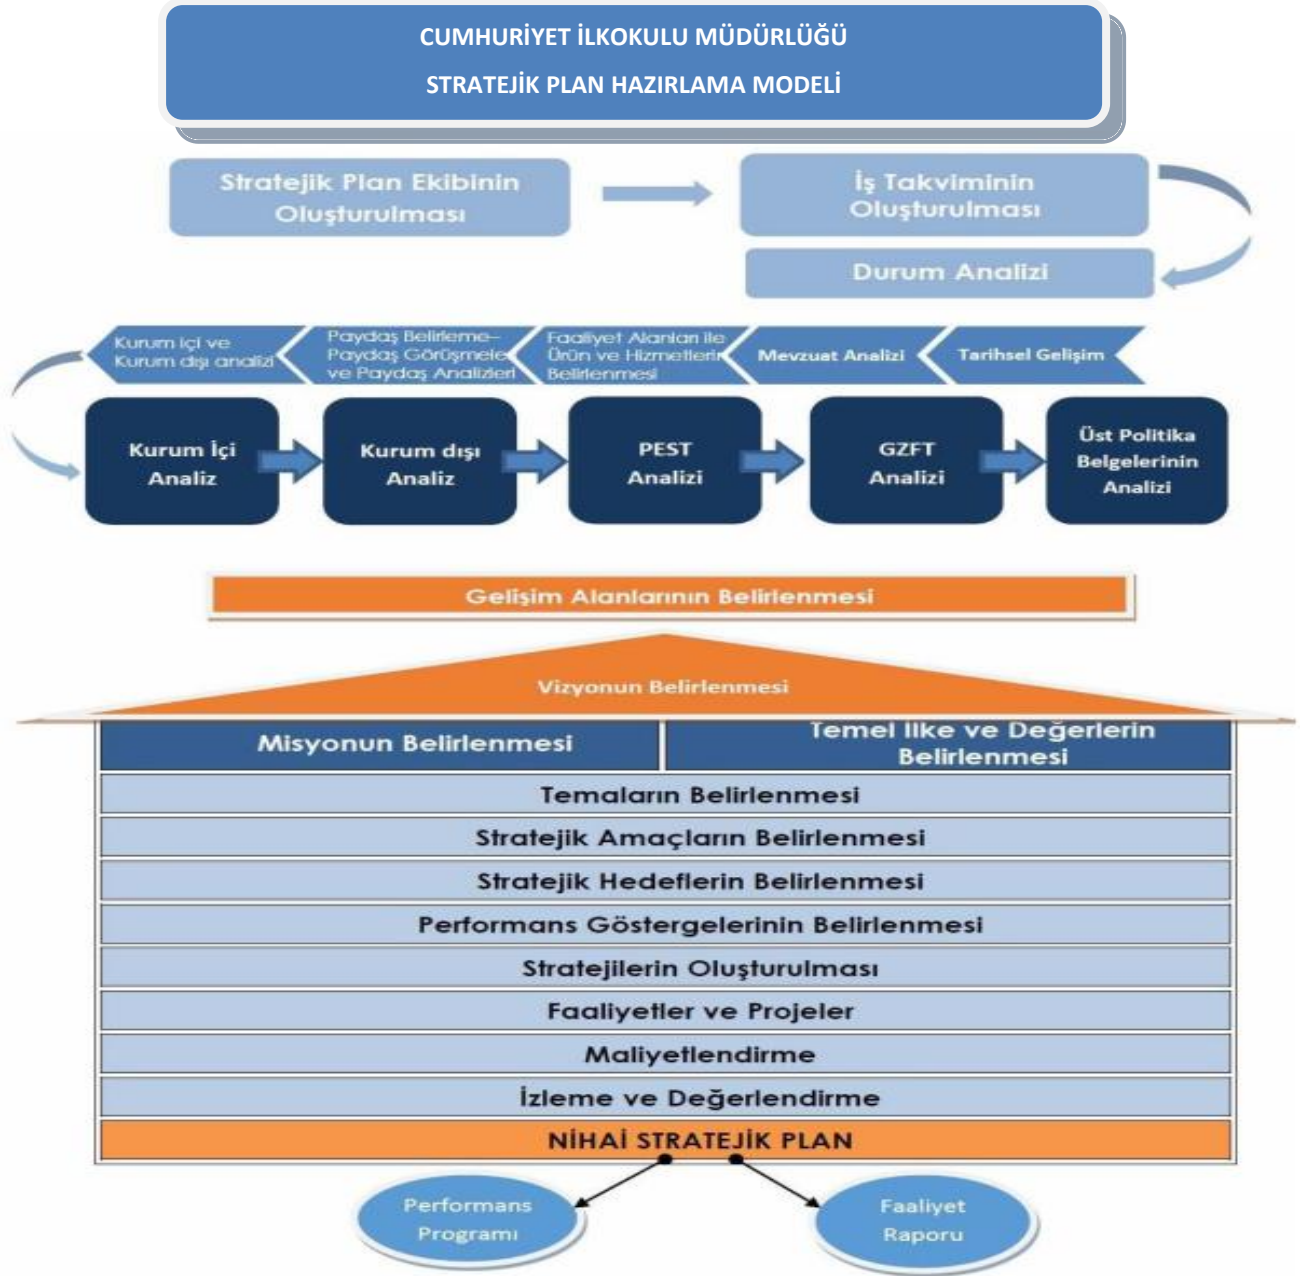 CUMHURİYET İLKOKULU MÜDÜRLÜĞÜ
STRATEJİK PLAN HAZIRLAMA MODELİ
Stratejik Plan Ekibinin
Oluşturulması
İş Takviminin
Oluşturulması
Durum Analizi
Kurum içi ve
Kurum dışı analizi
Paydaş Belirleme–
Paydaş Görüşmele
ve Paydaş Analizleri
Faaliyet Alanları ile
Ürün ve Hizmetlerin
Belirlenmesi
Mevzuat Analizi
Tarihsel Gelişim
Kurum İçi
Analiz
Kurum dışı
Analiz
PEST
Analizi
GZFT
Analizi
Üst Politika
Belgelerinin
Analizi
Gelişim Alanlarının Belirlenmesi
Vizyonun Belirlenmesi
Misyonun Belirlenmesi
Temel İlke ve Değerlerin
Belirlenmesi
Temaların Belirlenmesi
Stratejik Amaçların Belirlenmesi
Stratejik Hedeflerin Belirlenmesi
Performans Göstergelerinin Belirlenmesi
Stratejilerin Oluşturulması
Faaliyetler ve Projeler
Maliyetlendirme
İzleme ve Değerlendirme
NİHAİ STRATEJİK PLAN
Performans
Programı
Faaliyet
Raporu